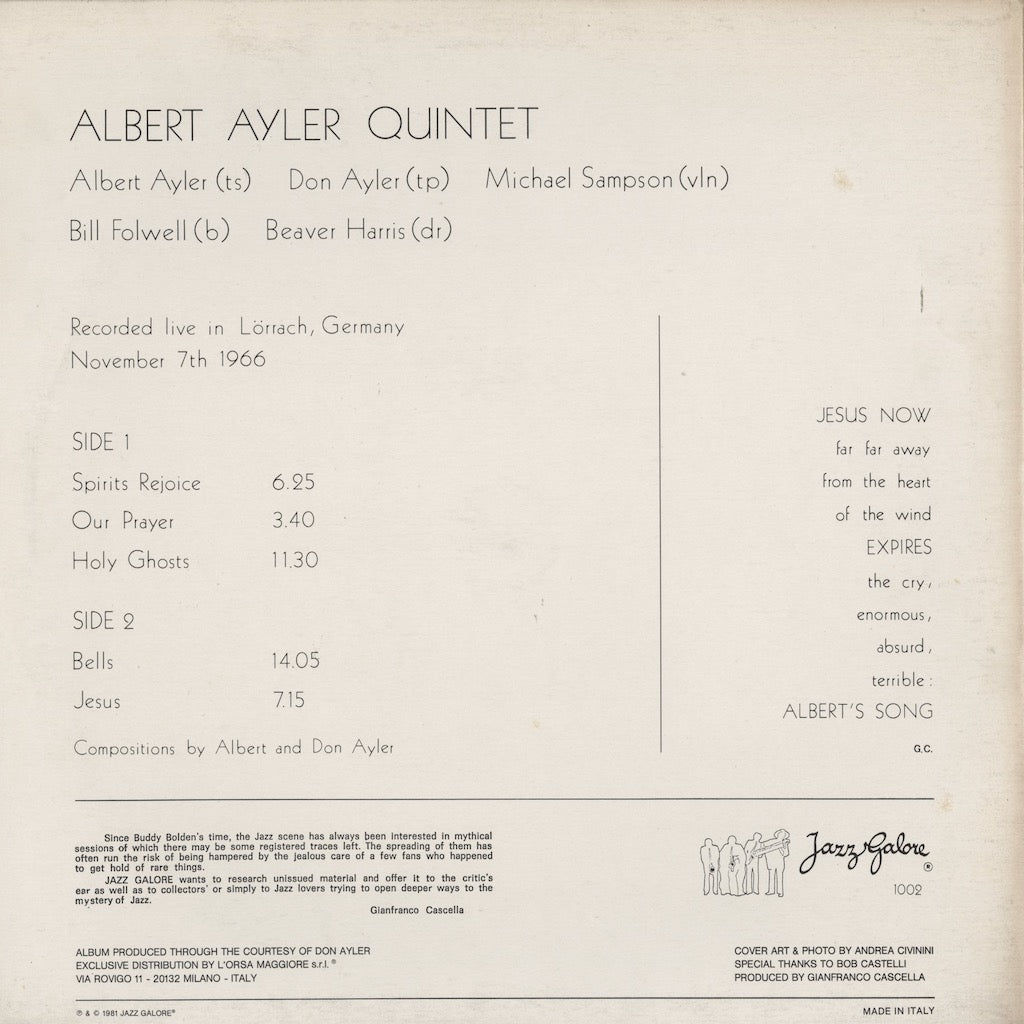 ALBERT AYLER QUINTET
Albert Ayler (ts) Don Ayler (tp) Michael Sampson (vln)
Bill Folwell (b) Beaver Harris (dr)
Recorded live in Lörrach, Germany
November 7th 1966
SIDE 1
Spirits Rejoice 6.25
Our Prayer 3.40
Holy Ghosts 11.30
SIDE 2
Bells 14.05
Jesus 7.15
Compositions by Albert and Don Ayler
JESUS NOW
far far away
from the heart
of the wind
EXPIRES
the cry,
enormous,
absurd,
terrible:
ALBERT'S SONG
G.C.
Since Buddy Bolden's time, the Jazz scene has always been interested in mythical
sessions of which there may be some registered traces left. The spreading of them has
often run the risk of being hampered by the jealous care of a few fans who happened
to get hold of rare things.
JAZZ GALORE wants to research unissued material and offer it to the critic's
ear as well as to collectors' or simply to Jazz lovers trying to open deeper ways to the
mystery of Jazz.
Gianfranco Cascella
Jazz Galore ®
1002
ALBUM PRODUCED THROUGH THE COURTESY OF DON AYLER
EXCLUSIVE DISTRIBUTION BY L'ORSA MAGGIORE s.r.l. ®
VIA ROVIGO 11 - 20132 MILANO - ITALY
COVER ART & PHOTO BY ANDREA CIVININI
SPECIAL THANKS TO BOB CASTELLI
PRODUCED BY GIANFRANCO CASCELLA
℗ & © 1981 JAZZ GALORE®
MADE IN ITALY